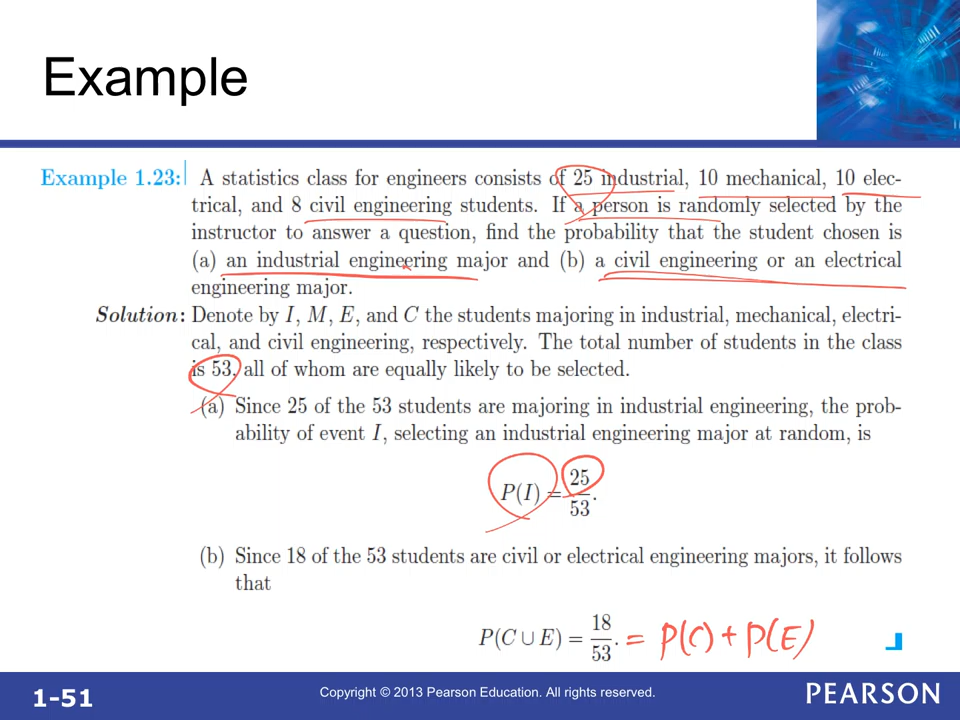 Example
Example 1.23: A statistics class for engineers consists of 25 industrial, 10 mechanical, 10 elec-
trical, and 8 civil engineering students. If a person is randomly selected by the
instructor to answer a question, find the probability that the student chosen is
(a) an industrial engineering major and (b) a civil engineering or an electrical
engineering major.
Solution: Denote by I, M, E, and C the students majoring in industrial, mechanical, electri-
cal, and civil engineering, respectively. The total number of students in the class
is 53, all of whom are equally likely to be selected.
(a) Since 25 of the 53 students are majoring in industrial engineering, the prob-
ability of event I, selecting an industrial engineering major at random, is
P(I) = 25/53.
(b) Since 18 of the 53 students are civil or electrical engineering majors, it follows
that
P(C ∪ E) = 18/53. = P(C) + P(E)
1-51 Copyright © 2013 Pearson Education. All rights reserved. PEARSON